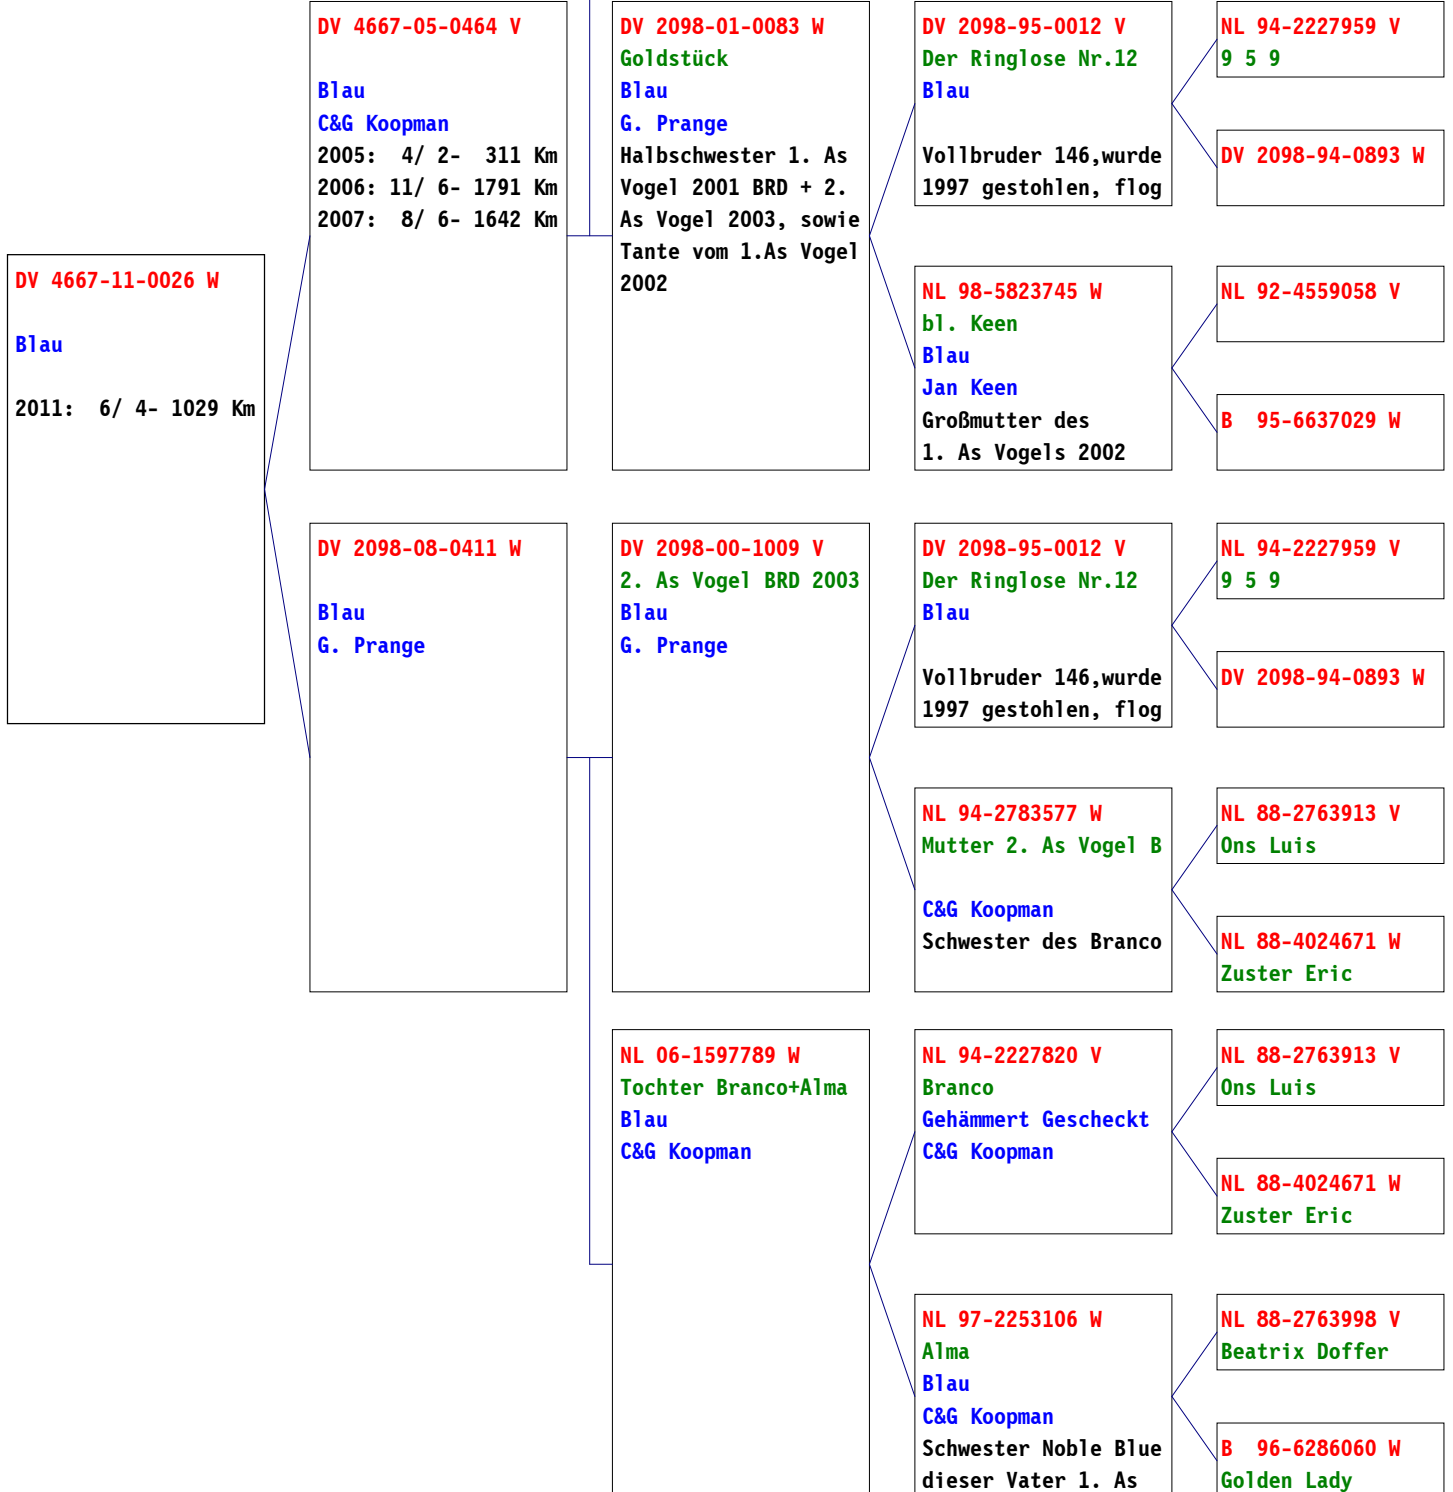 DV 4667-11-0026 W
Blau
2011:  6/ 4- 1029 Km
DV 4667-05-0464 V
Blau
C&G Koopman
2005:  4/ 2-  311 Km
2006: 11/ 6- 1791 Km
2007:  8/ 6- 1642 Km
DV 2098-08-0411 W
Blau
G. Prange
DV 2098-01-0083 W
Goldstück
Blau
G. Prange
Halbschwester 1. As
Vogel 2001 BRD + 2.
As Vogel 2003, sowie
Tante vom 1.As Vogel
2002
DV 2098-00-1009 V
2. As Vogel BRD 2003
Blau
G. Prange
NL 06-1597789 W
Tochter Branco+Alma
Blau
C&G Koopman
DV 2098-95-0012 V
Der Ringlose Nr.12
Blau
Vollbruder 146,wurde
1997 gestohlen, flog
NL 98-5823745 W
bl. Keen
Blau
Jan Keen
Großmutter des
1. As Vogels 2002
DV 2098-95-0012 V
Der Ringlose Nr.12
Blau
Vollbruder 146,wurde
1997 gestohlen, flog
NL 94-2783577 W
Mutter 2. As Vogel B
C&G Koopman
Schwester des Branco
NL 94-2227820 V
Branco
Gehämmert Gescheckt
C&G Koopman
NL 97-2253106 W
Alma
Blau
C&G Koopman
Schwester Noble Blue
dieser Vater 1. As
NL 94-2227959 V
9 5 9
DV 2098-94-0893 W
NL 92-4559058 V
B  95-6637029 W
NL 94-2227959 V
9 5 9
DV 2098-94-0893 W
NL 88-2763913 V
Ons Luis
NL 88-4024671 W
Zuster Eric
NL 88-2763913 V
Ons Luis
NL 88-4024671 W
Zuster Eric
NL 88-2763998 V
Beatrix Doffer
B  96-6286060 W
Golden Lady